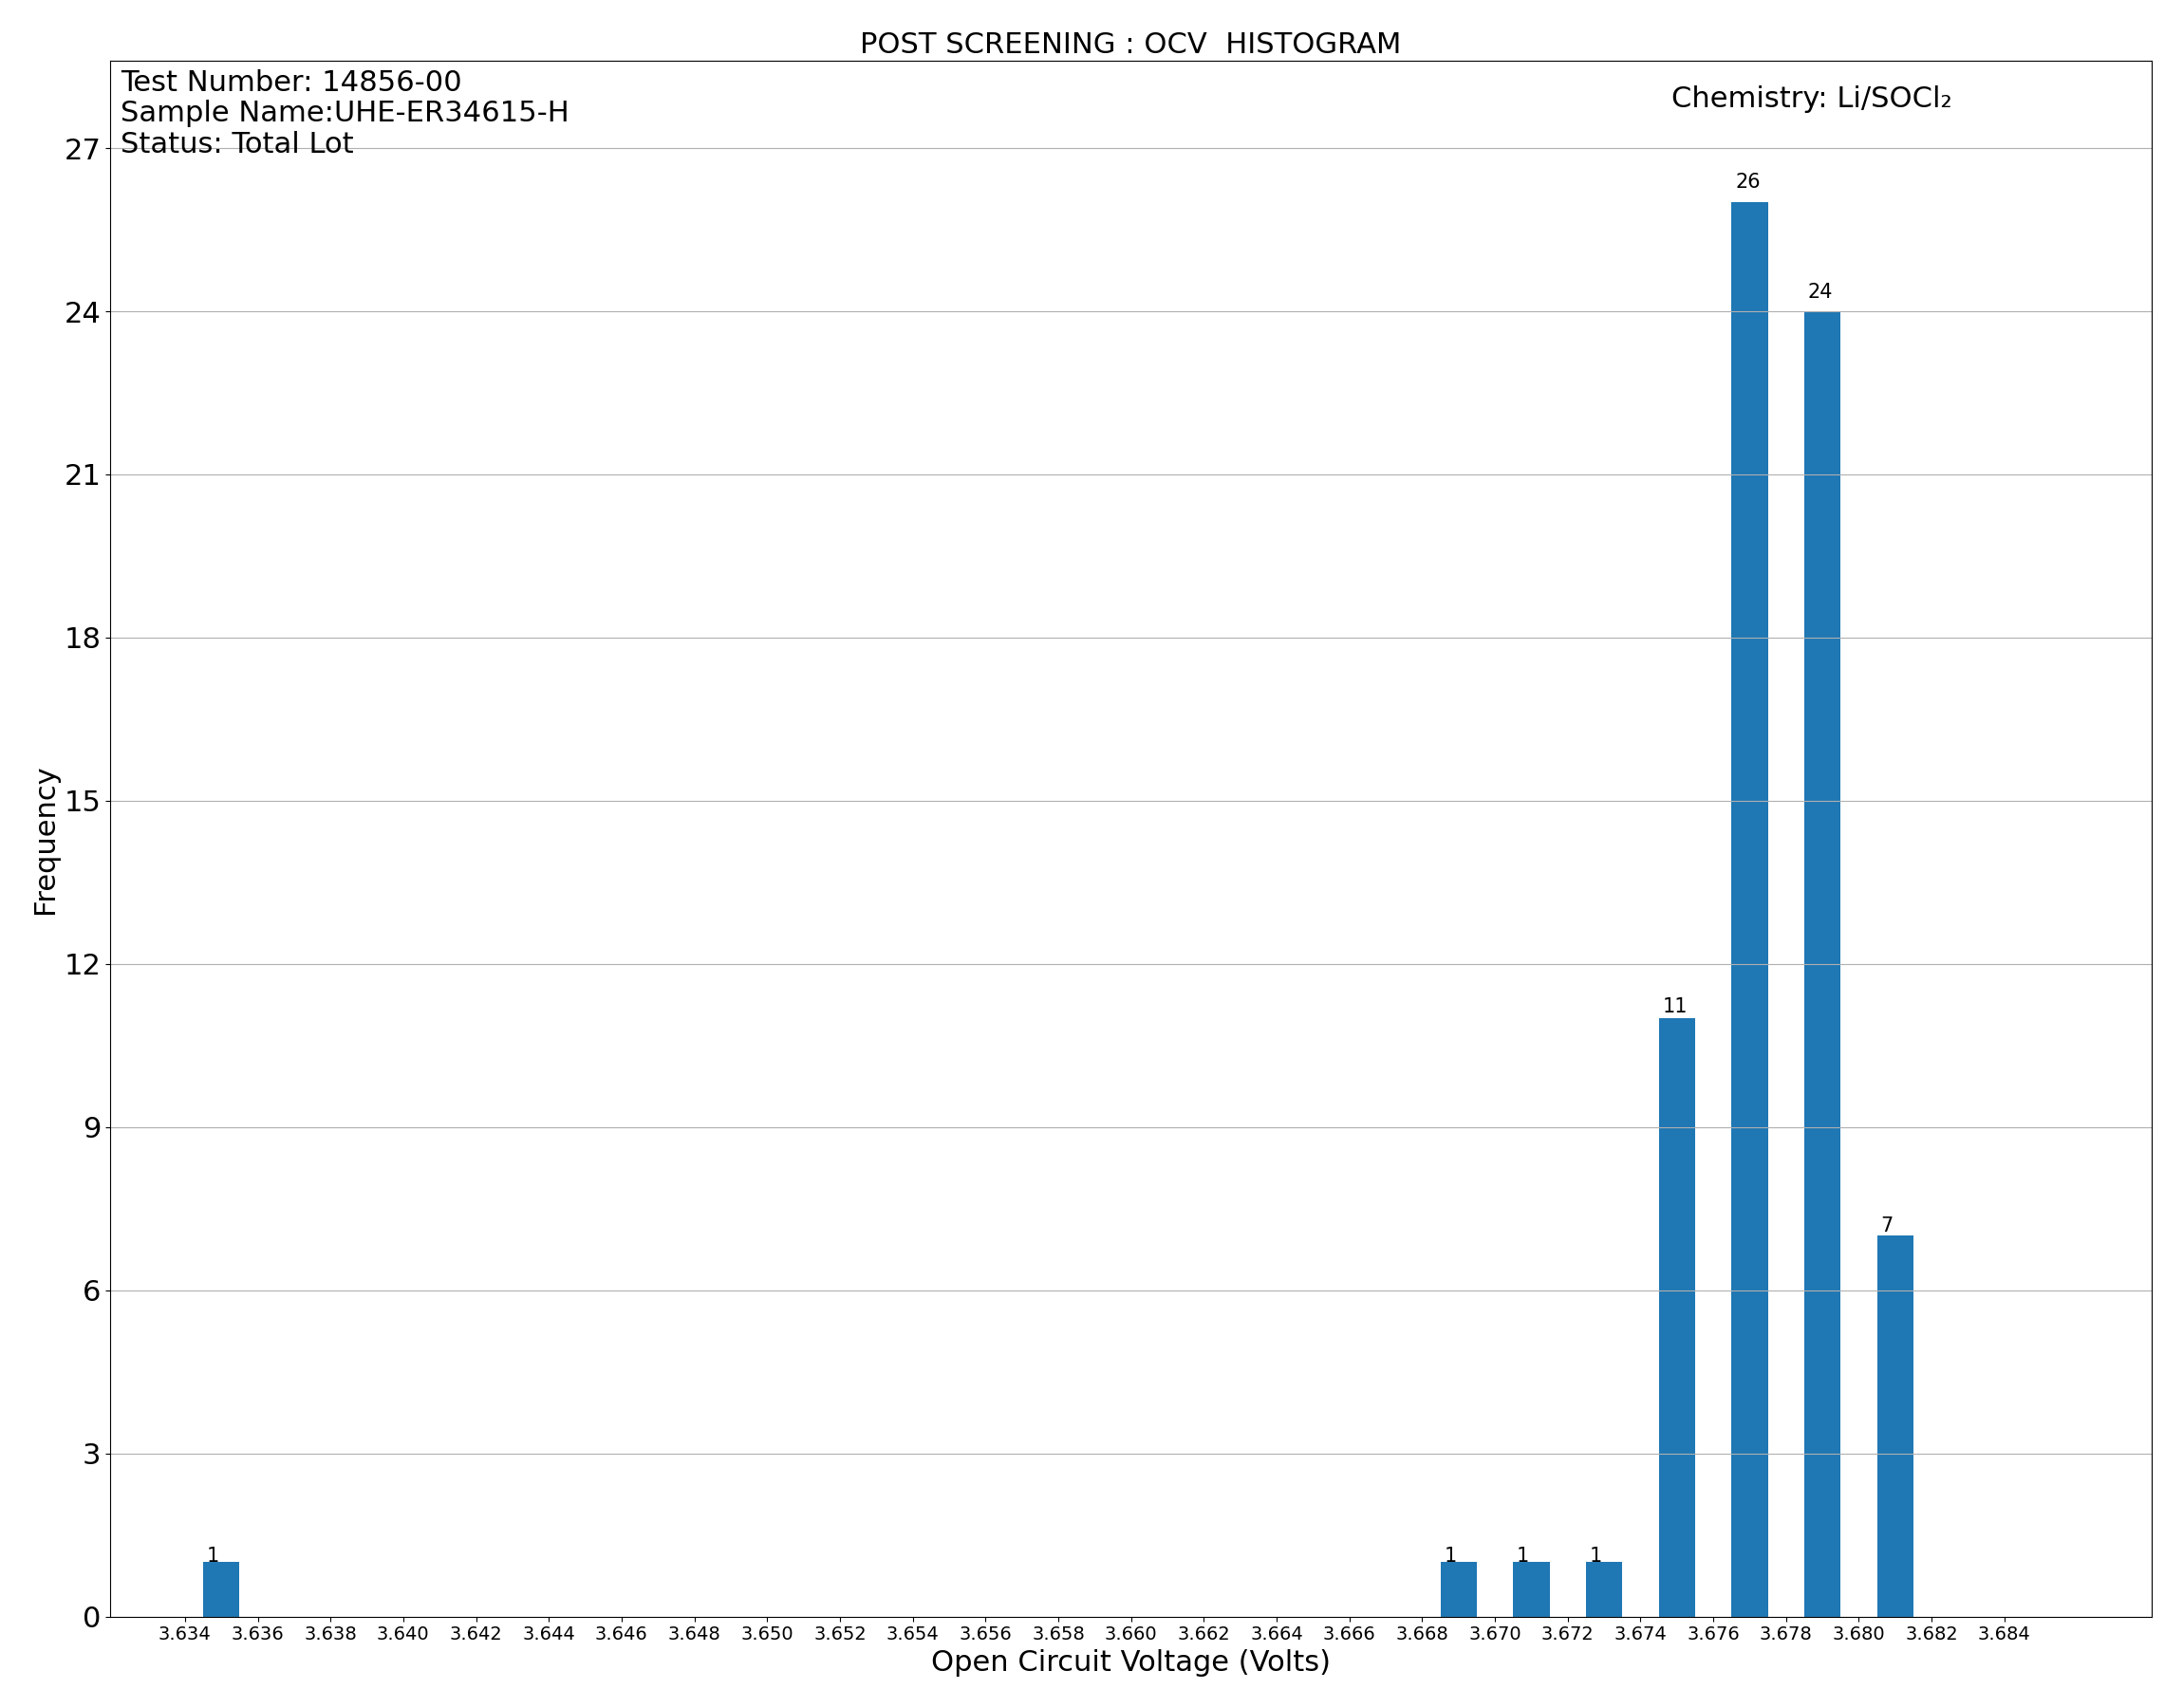 POST SCREENING : OCV  HISTOGRAM
Test Number: 14856-00
Sample Name:UHE-ER34615-H
Status: Total Lot
Chemistry: Li/SOCl₂
27
24
21
18
15
12
9
6
3
0
Frequency
1
1
1
1
11
26
24
7
3.634 3.636 3.638 3.640 3.642 3.644 3.646 3.648 3.650 3.652 3.654 3.656 3.658 3.660 3.662 3.664 3.666 3.668 3.670 3.672 3.674 3.676 3.678 3.680 3.682 3.684
Open Circuit Voltage (Volts)